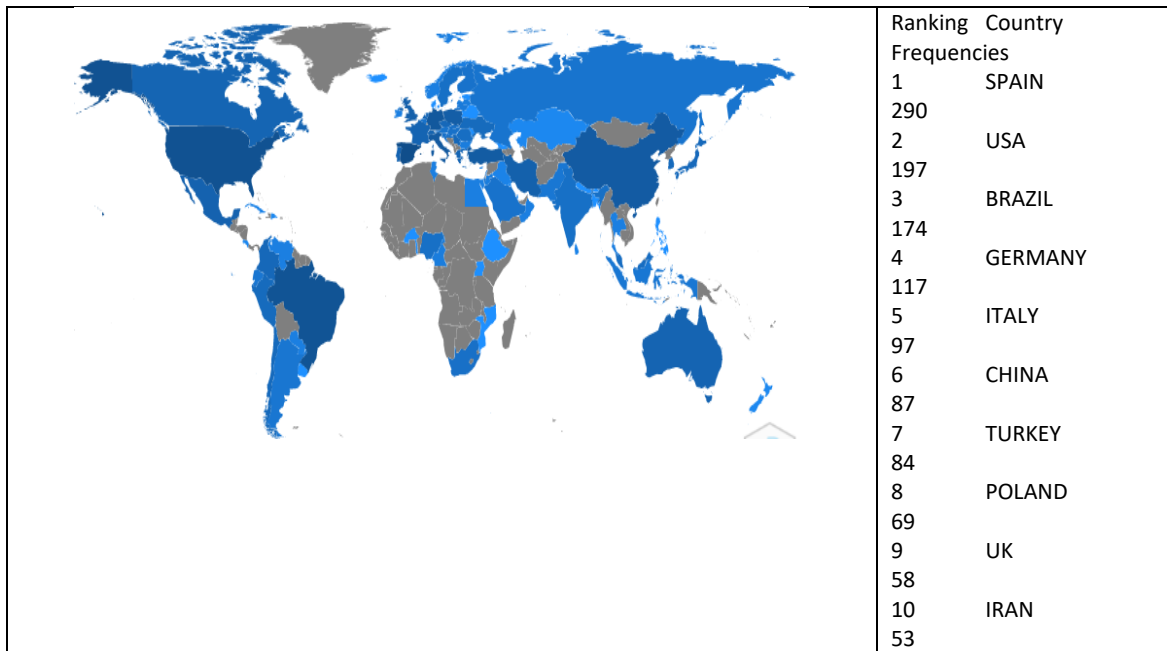 Ranking Country
Frequencies
1 SPAIN
290
2 USA
197
3 BRAZIL
174
4 GERMANY
117
5 ITALY
97
6 CHINA
87
7 TURKEY
84
8 POLAND
69
9 UK
58
10 IRAN
53